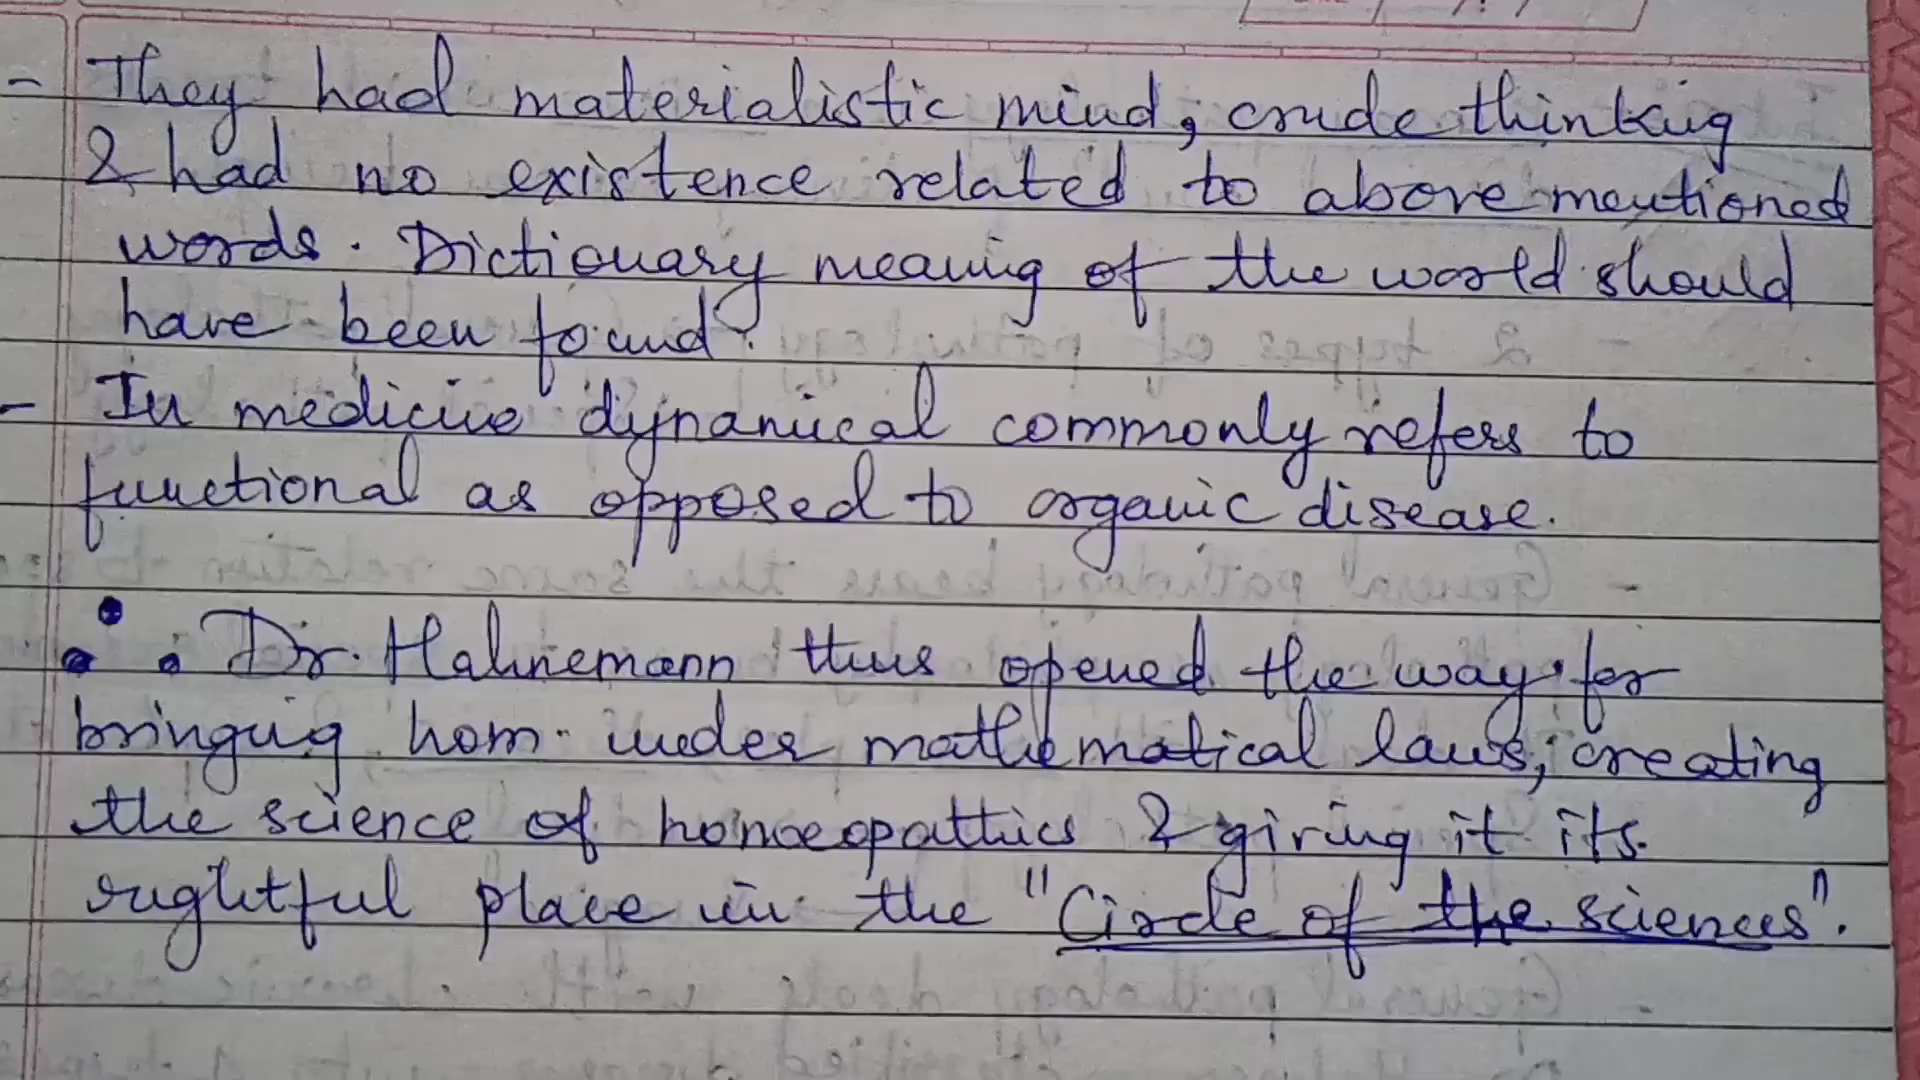 - They had materialistic mind, crude thinking
& had no existence related to above mentioned
words. Dictionary meaning of the world should
have been found.
- In medicine dynamical commonly refers to
functional as opposed to organic disease.
∴ Dr. Hahnemann thus opened the way for
bringing hom. under mathematical laws, creating
the science of homoeopathics & giving it its
rightful place in the "Circle of the sciences".